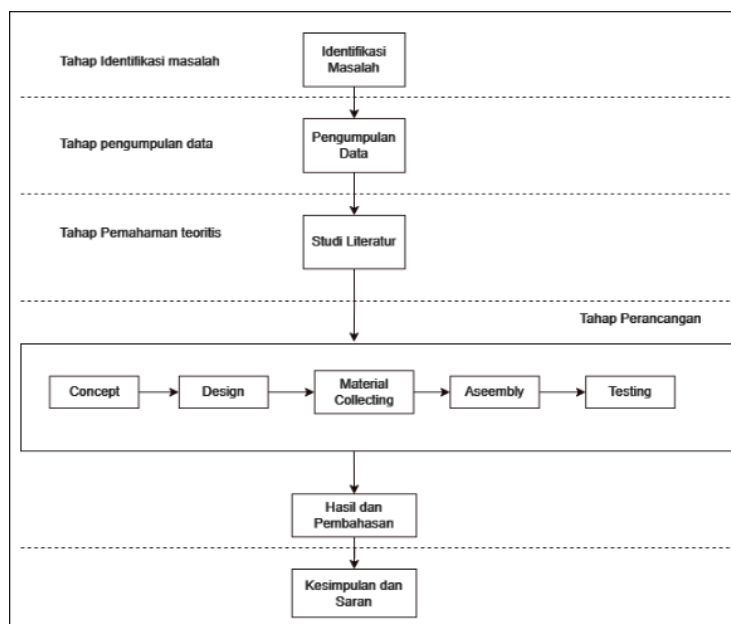 Tahap Identifikasi masalah
Identifikasi
Masalah
Tahap pengumpulan data
Pengumpulan
Data
Tahap Pemahaman teoritis
Studi Literatur
Tahap Perancangan
Concept
Design
Material
Collecting
Aseembly
Testing
Hasil dan
Pembahasan
Kesimpulan dan
Saran